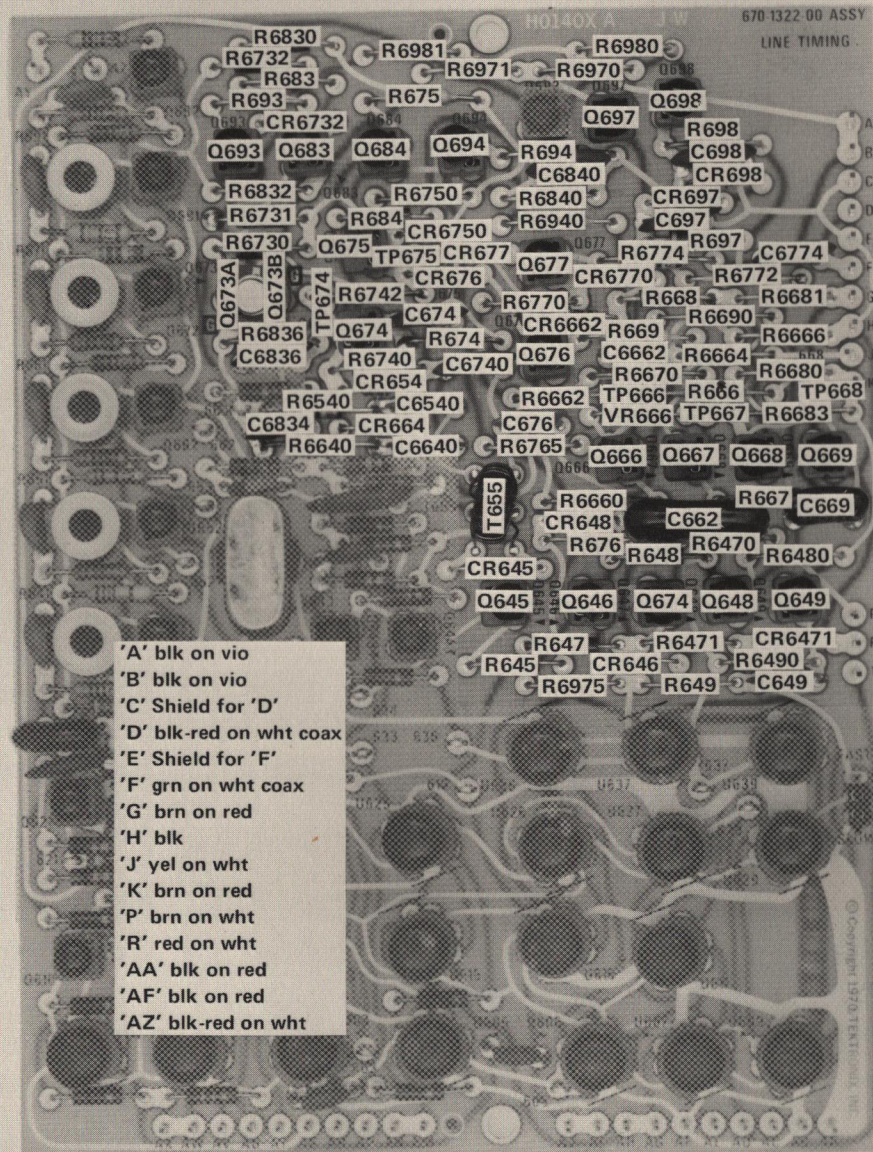 H0140X A J W
670-1322-00 ASSY
LINE TIMING
R6830
R6732
R683
R693
CR6732
R6981
R6971
R675
R6980
R6970
Q697
Q698
R698
C698
CR698
Q693
Q683
Q684
Q694
R694
C6840
R6840
R6940
CR697
C697
R697
R6832
R6731
R6730
R6750
R684
CR6750
Q675
TP675
CR677
CR676
Q677
R6774
C6774
CR6770
R6772
Q673A
Q673B
TP674
R6742
C674
R6770
R668
R6681
R6690
R6836
C6836
Q674
R674
CR6662
R669
R6666
R6740
C6740
Q676
C6662
R6664
CR654
R6670
R6680
R6540
C6540
R6662
TP666
R666
TP668
C6834
CR664
C676
VR666
TP667
R6683
R6640
C6640
R6765
Q666
Q667
Q668
Q669
T655
R6660
CR648
C662
R667
C669
R676
R648
R6470
R6480
CR645
Q645
Q646
Q674
Q648
Q649
R647
R6471
CR6471
R645
CR646
R6490
R6975
R649
C649
'A' blk on vio
'B' blk on vio
'C' Shield for 'D'
'D' blk-red on wht coax
'E' Shield for 'F'
'F' grn on wht coax
'G' brn on red
'H' blk
'J' yel on wht
'K' brn on red
'P' brn on wht
'R' red on wht
'AA' blk on red
'AF' blk on red
'AZ' blk-red on wht
U637
U639
U627
© Copyright 1970 TEKTRONIX INC